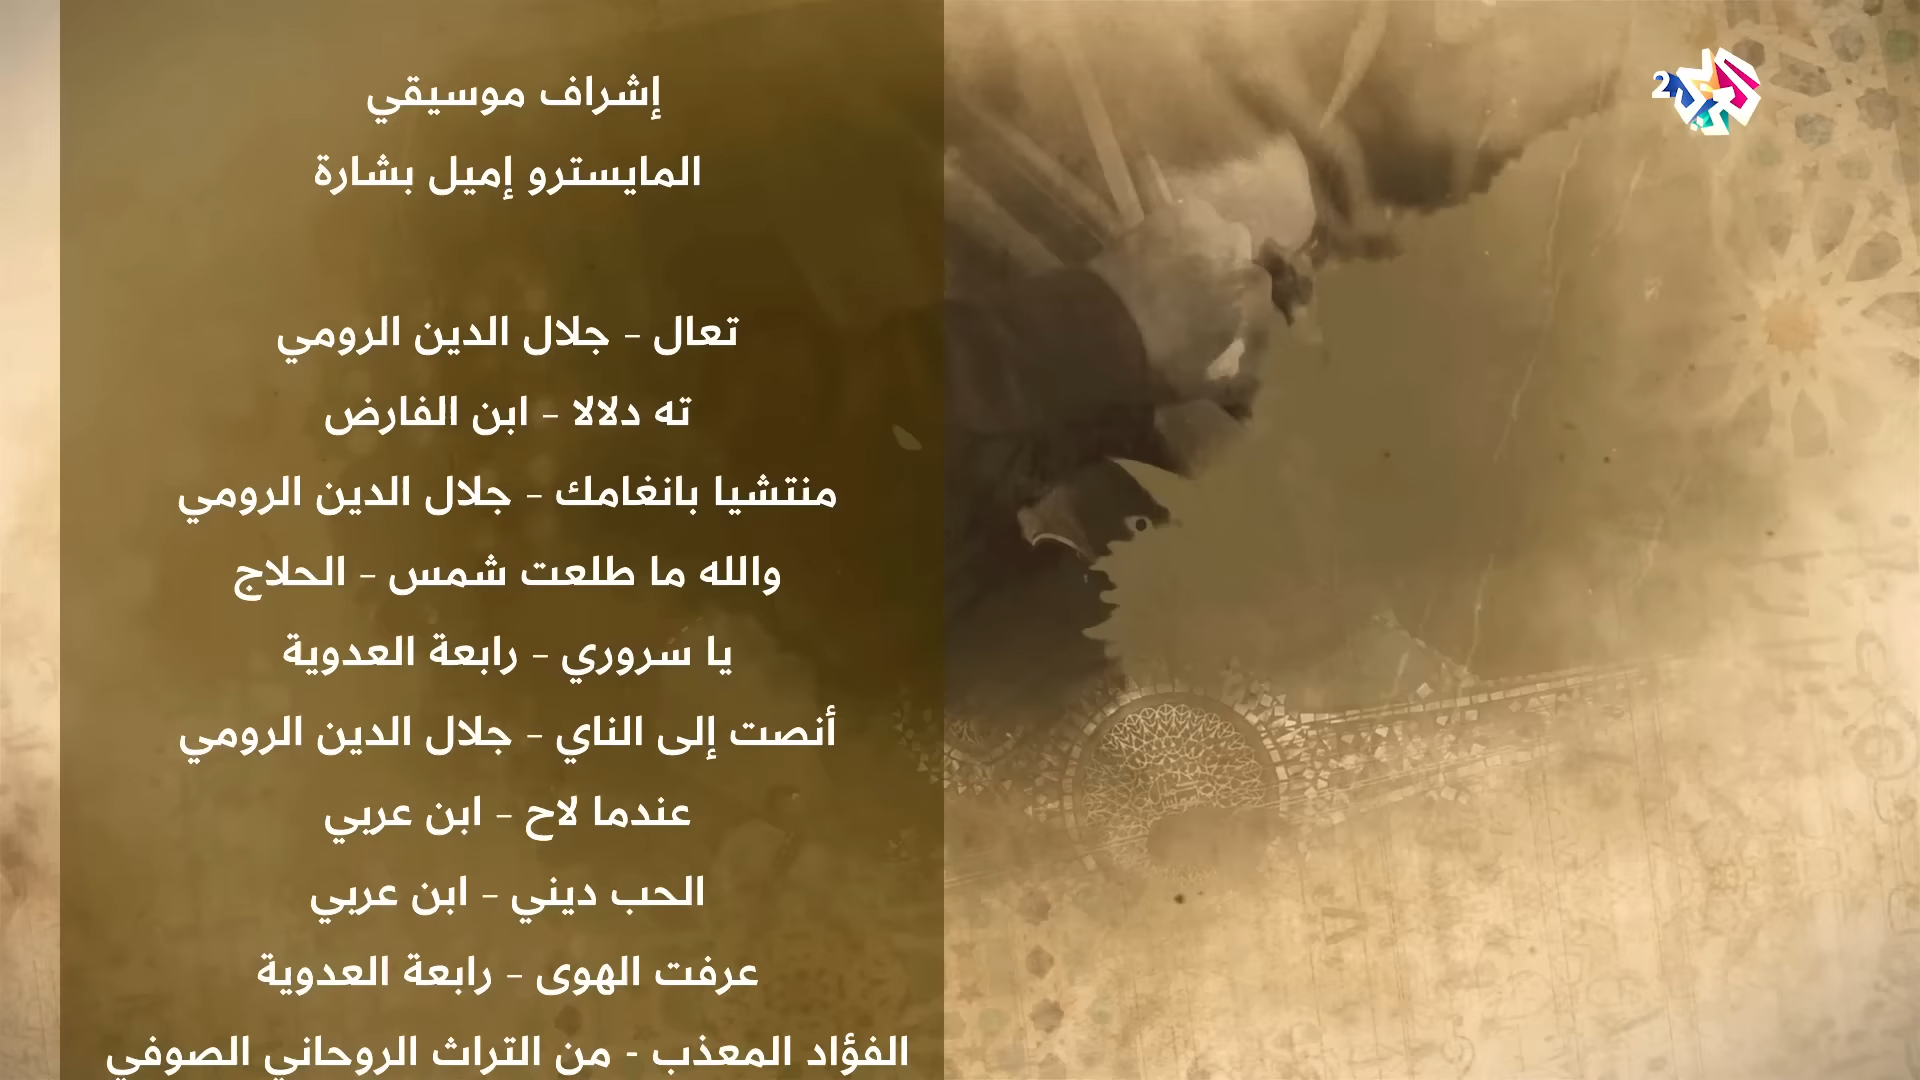 إشراف موسيقي
المايسترو إميل بشارة
تعال – جلال الدين الرومي
ته دلالا – ابن الفارض
منتشيا بانغامك – جلال الدين الرومي
والله ما طلعت شمس – الحلاج
يا سروري – رابعة العدوية
أنصت إلى الناي – جلال الدين الرومي
عندما لاح – ابن عربي
الحب ديني – ابن عربي
عرفت الهوى – رابعة العدوية
الفؤاد المعذب - من التراث الروحاني الصوفي
2